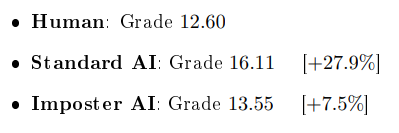 • Human: Grade 12.60
• Standard AI: Grade 16.11 [+27.9%]
• Imposter AI: Grade 13.55 [+7.5%]